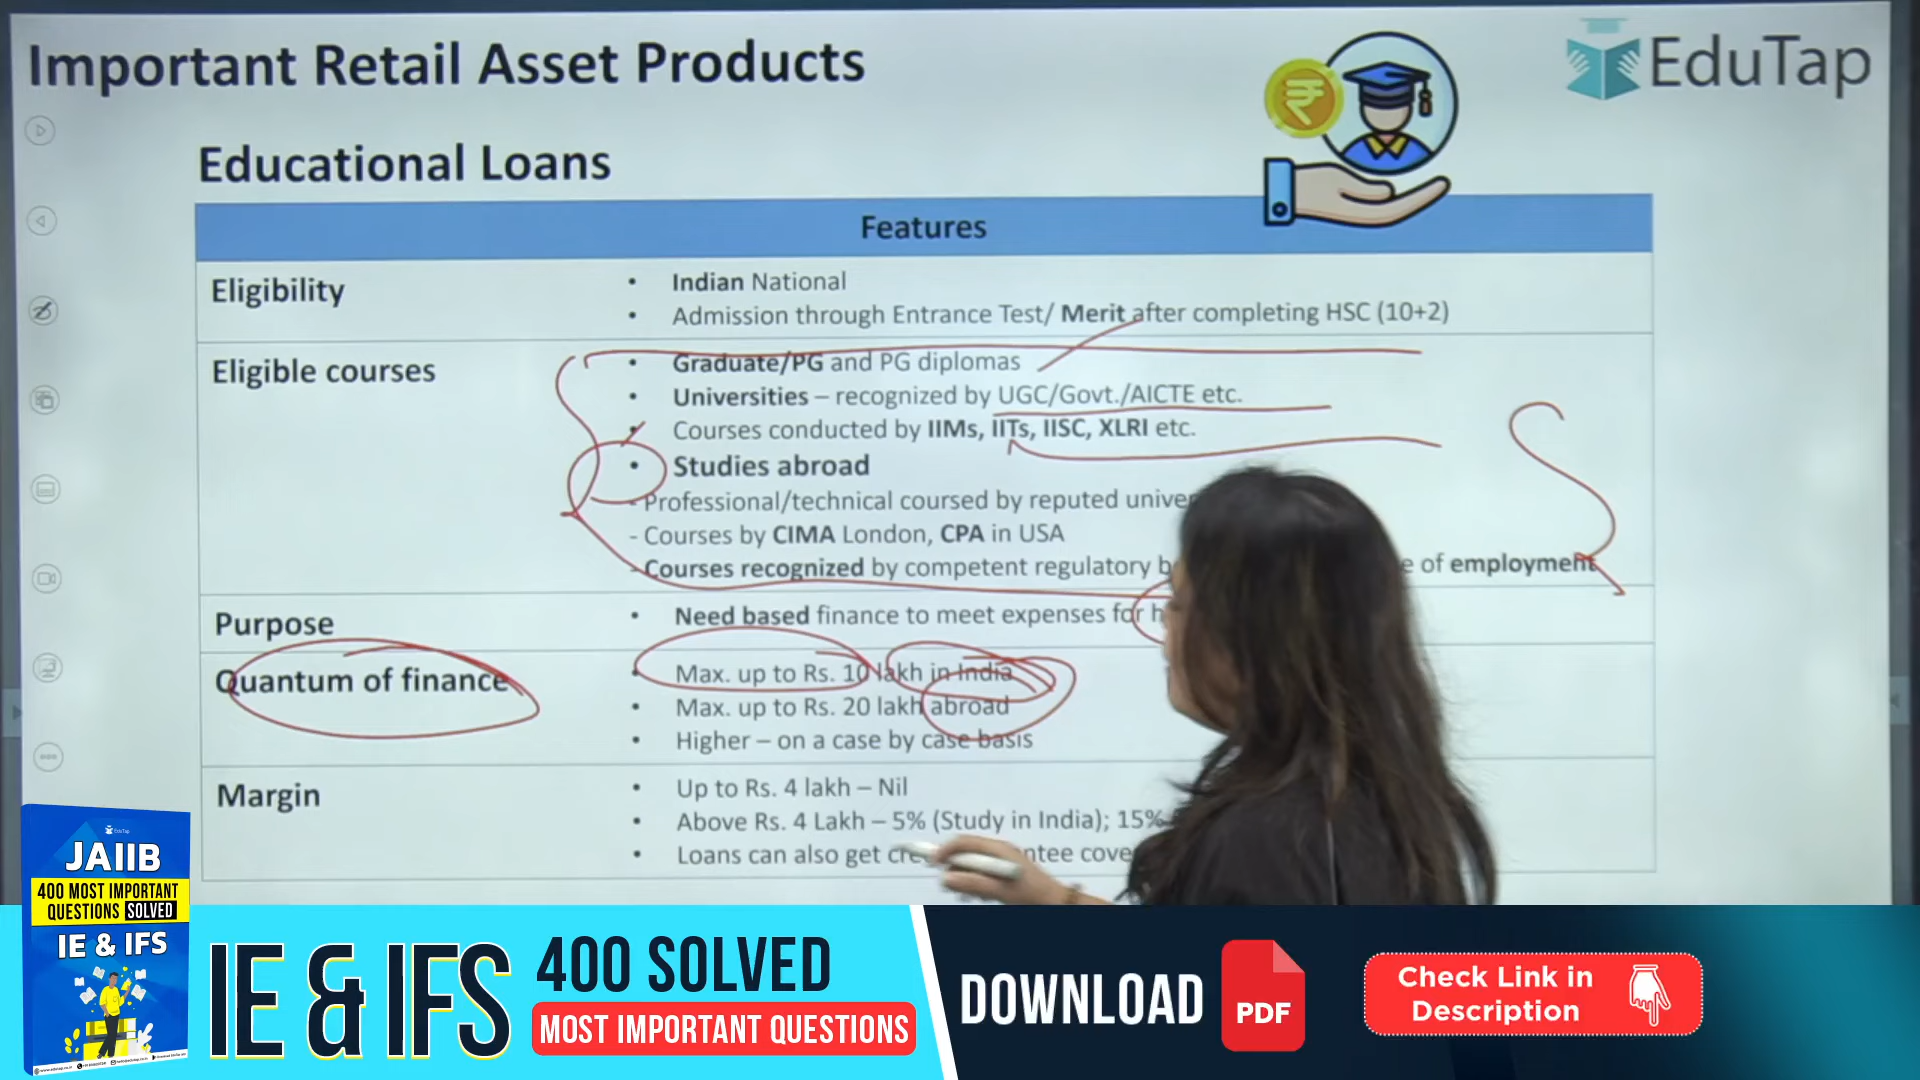 Important Retail Asset Products
EduTap
Educational Loans
Features
Eligibility
• Indian National
• Admission through Entrance Test/ Merit after completing HSC (10+2)
Eligible courses
• Graduate/PG and PG diplomas
• Universities – recognized by UGC/Govt./AICTE etc.
• Courses conducted by IIMs, IITs, IISC, XLRI etc.
• Studies abroad
- Professional/technical coursed by reputed
- Courses by CIMA London, CPA in USA
- Courses recognized by competent regulatory of employment
Purpose
• Need based finance to meet expenses for
Quantum of finance
• Max. up to Rs. 10 lakh in India
• Max. up to Rs. 20 lakh abroad
• Higher – on a case by case basis
Margin
• Up to Rs. 4 lakh – Nil
• Above Rs. 4 Lakh – 5% (Study in India); 15%
• Loans can also get
EduTap
JAIIB
400 MOST IMPORTANT
QUESTIONS SOLVED
IE & IFS
IE & IFS
400 SOLVED
MOST IMPORTANT QUESTIONS
DOWNLOAD
PDF
Check Link in
Description